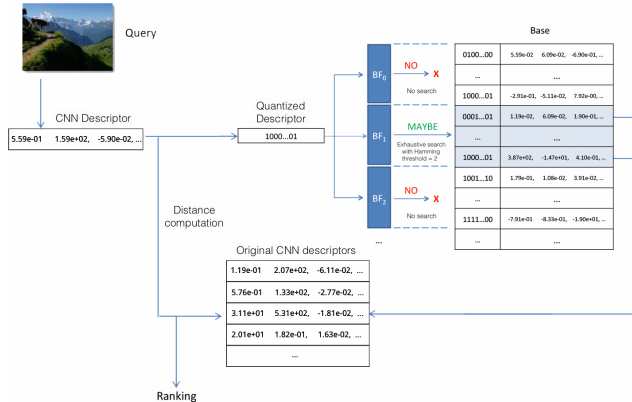 Query
CNN Descriptor
5.59e-01 1.59e+02, -5.90e-02, ...
Quantized
Descriptor
1000...01
Distance
computation
BF0
NO
X
No search
BF1
MAYBE
Exhaustive search
with Hamming
threshold = 2
BF2
NO
X
No search
...
Base
0100...00 5.59e-02 6.09e-02, -6.90e-01, ...
... ...
1000...01 -2.91e-01, -5.11e-02, 7.92e-00, ...
0001...01 1.19e-02, 6.09e-02, 1.90e-01, ...
... ...
1000...01 3.87e+02, -1.47e+01, 4.10e-01, ...
1001...10 1.79e-01, 1.08e-02, 3.91e-02, ...
... ...
1111...00 -7.91e-01, -8.33e-01, -1.90e+01, ...
... ...
Original CNN descriptors
1.19e-01 2.07e+02, -6.11e-02, ...
5.76e-01 1.33e+02, -2.77e-02, ...
3.11e+01 5.31e+02, -1.81e-02, ...
2.01e+01 1.82e-01, 1.63e-02, ...
...
Ranking